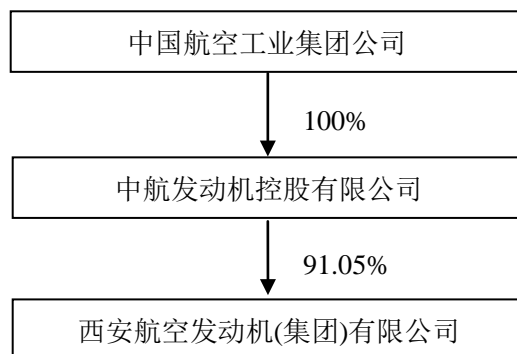 中国航空工业集团公司
100%
中航发动机控股有限公司
91.05%
西安航空发动机(集团)有限公司